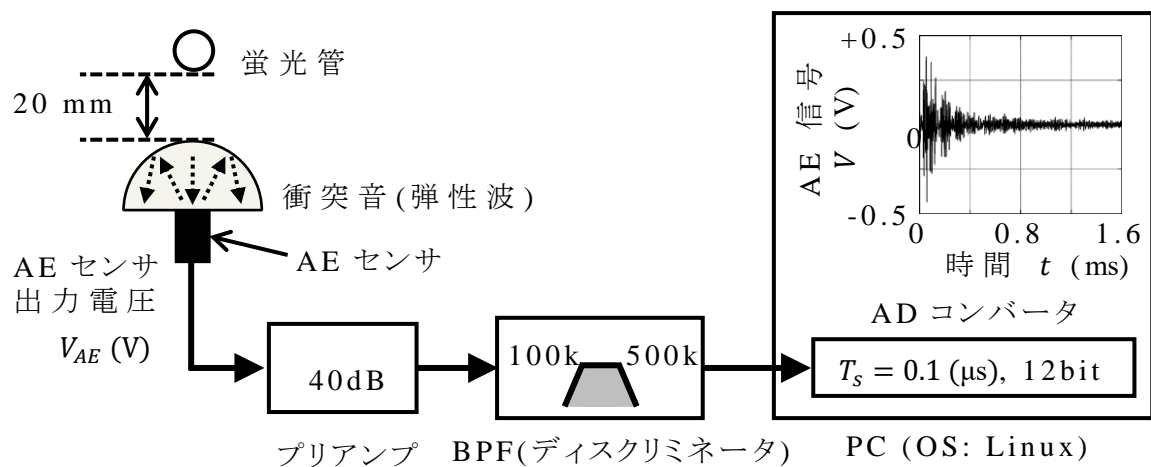 蛍光管
20 mm
衝突音(弾性波)
AE センサ
AE センサ
出力電圧
V_AE (V)
40dB
プリアンプ
100k 500k
BPF(ディスクリミネータ)
+0.5
0
-0.5
AE 信号
V (V)
0 0.8 1.6
時間 t (ms)
AD コンバータ
T_s = 0.1 (μs), 12bit
PC (OS: Linux)